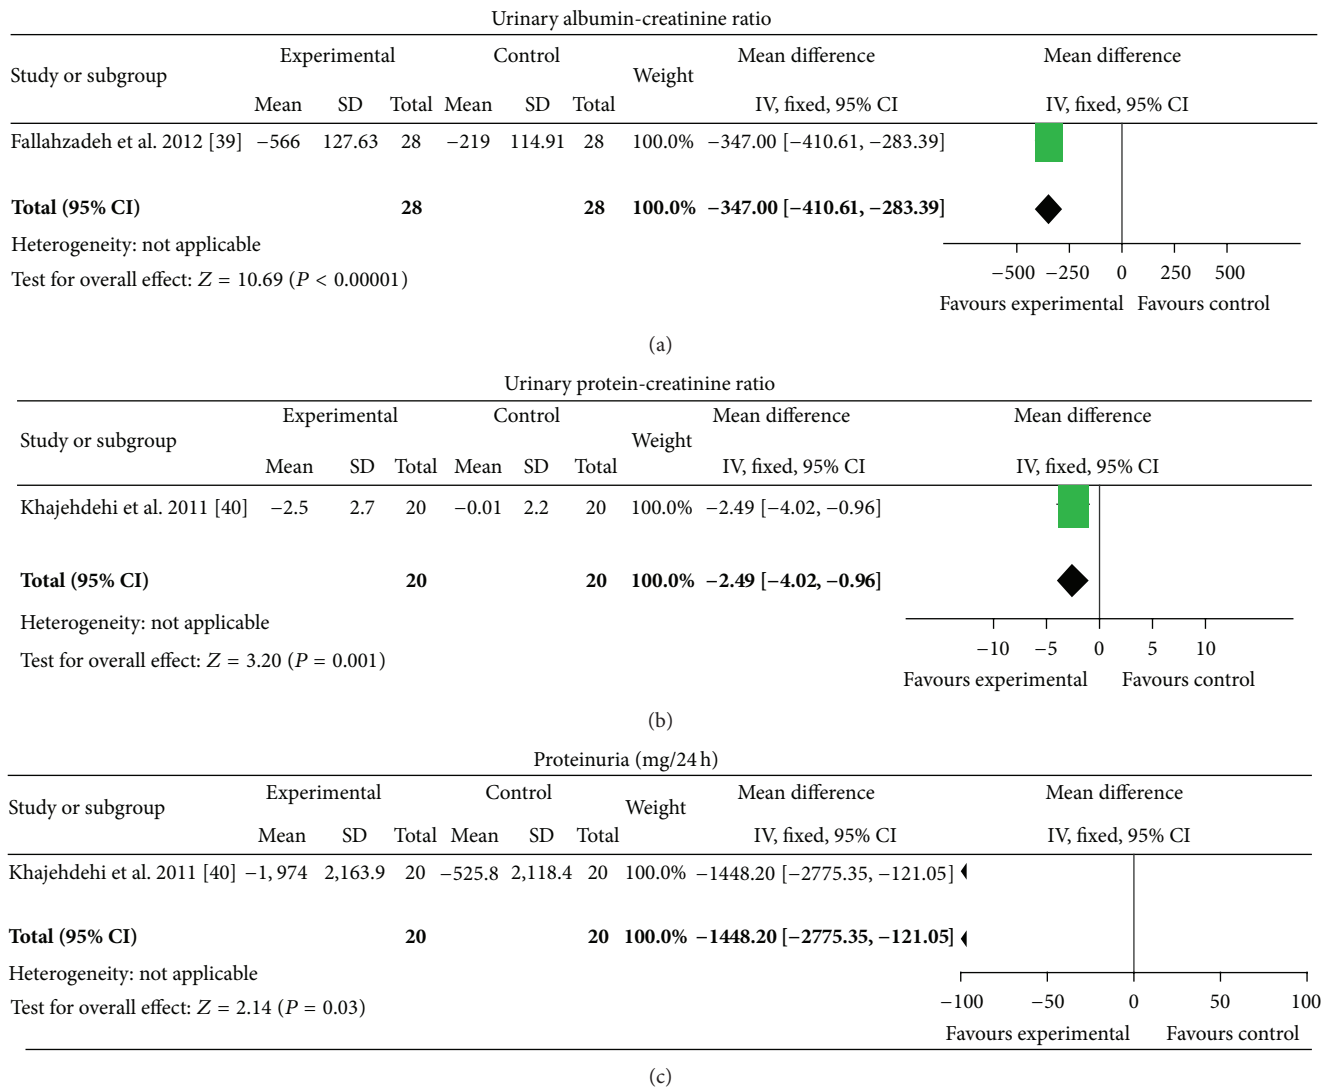 Urinary albumin-creatinine ratio
Study or subgroup Experimental Control Weight Mean difference Mean difference
Mean SD Total Mean SD Total IV, fixed, 95% CI IV, fixed, 95% CI
Fallahzadeh et al. 2012 [39] −566 127.63 28 −219 114.91 28 100.0% −347.00 [−410.61, −283.39]
Total (95% CI) 28 28 100.0% −347.00 [−410.61, −283.39]
Heterogeneity: not applicable
Test for overall effect: Z = 10.69 (P < 0.00001)
−500 −250 0 250 500
Favours experimental Favours control
(a)
Urinary protein-creatinine ratio
Study or subgroup Experimental Control Weight Mean difference Mean difference
Mean SD Total Mean SD Total IV, fixed, 95% CI IV, fixed, 95% CI
Khajehdehi et al. 2011 [40] −2.5 2.7 20 −0.01 2.2 20 100.0% −2.49 [−4.02, −0.96]
Total (95% CI) 20 20 100.0% −2.49 [−4.02, −0.96]
Heterogeneity: not applicable
Test for overall effect: Z = 3.20 (P = 0.001)
−10 −5 0 5 10
Favours experimental Favours control
(b)
Proteinuria (mg/24 h)
Study or subgroup Experimental Control Weight Mean difference Mean difference
Mean SD Total Mean SD Total IV, fixed, 95% CI IV, fixed, 95% CI
Khajehdehi et al. 2011 [40] −1, 974 2,163.9 20 −525.8 2,118.4 20 100.0% −1448.20 [−2775.35, −121.05]
Total (95% CI) 20 20 100.0% −1448.20 [−2775.35, −121.05]
Heterogeneity: not applicable
Test for overall effect: Z = 2.14 (P = 0.03)
−100 −50 0 50 100
Favours experimental Favours control
(c)